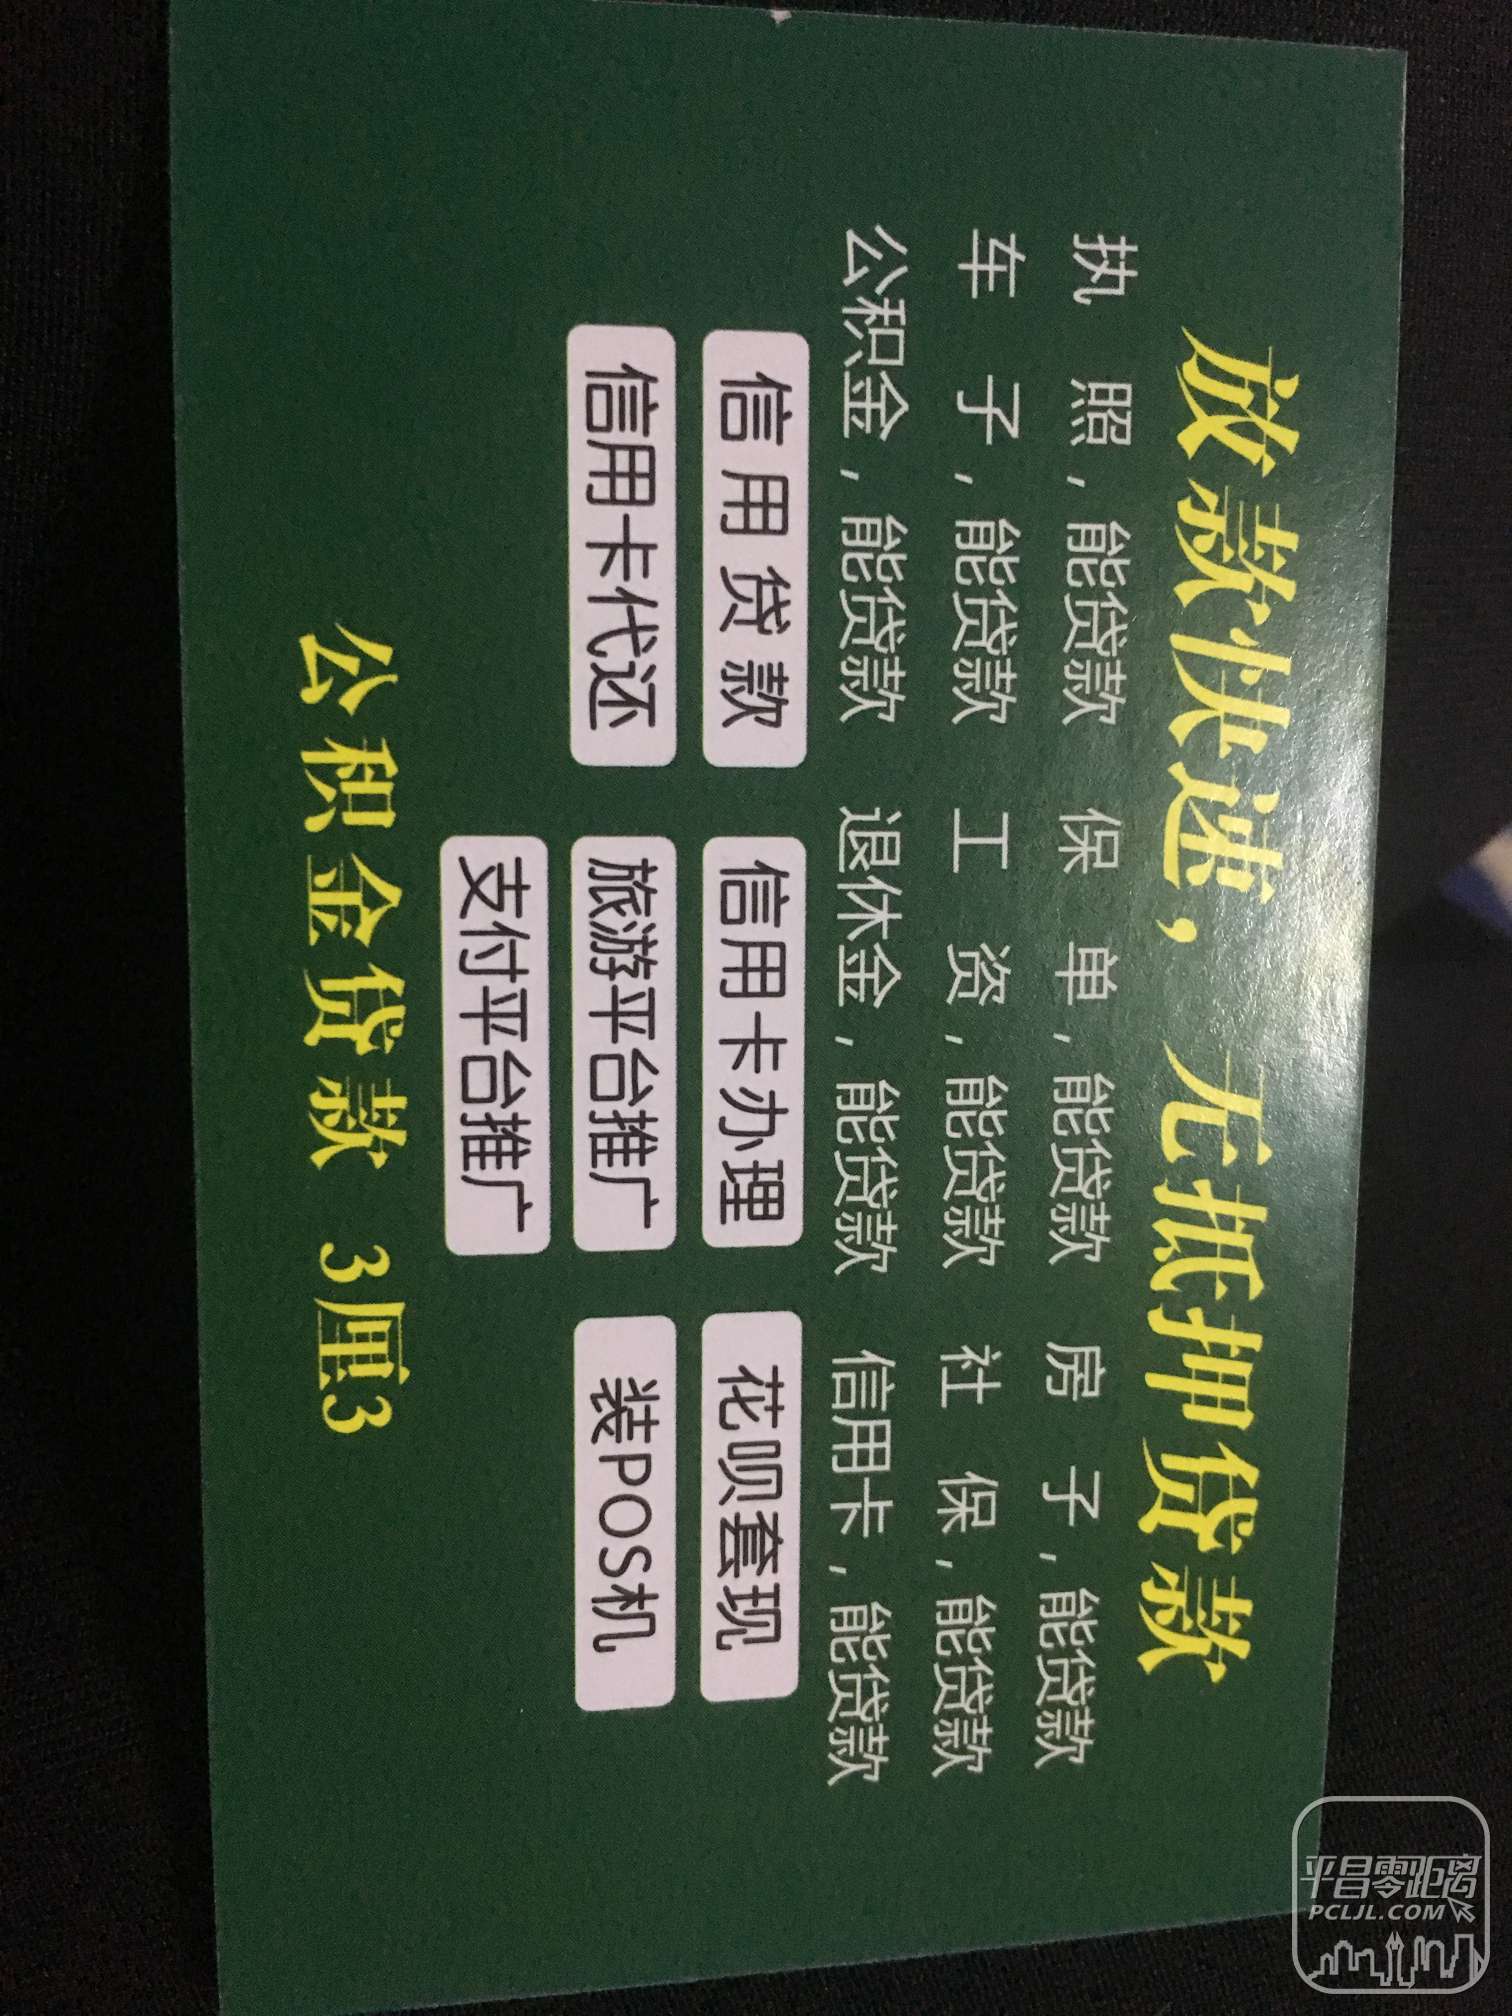 放款快速，无抵押贷款
执照，能贷款 保单，能贷款 房子，能贷款
车子，能贷款 工资，能贷款 社保，能贷款
公积金，能贷款 退休金，能贷款 信用卡，能贷款
信用贷款 信用卡办理 花呗套现
信用卡代还 旅游平台推广 装POS机
支付平台推广
公积金贷款 3厘3
平昌零距离
PCLJL.COM